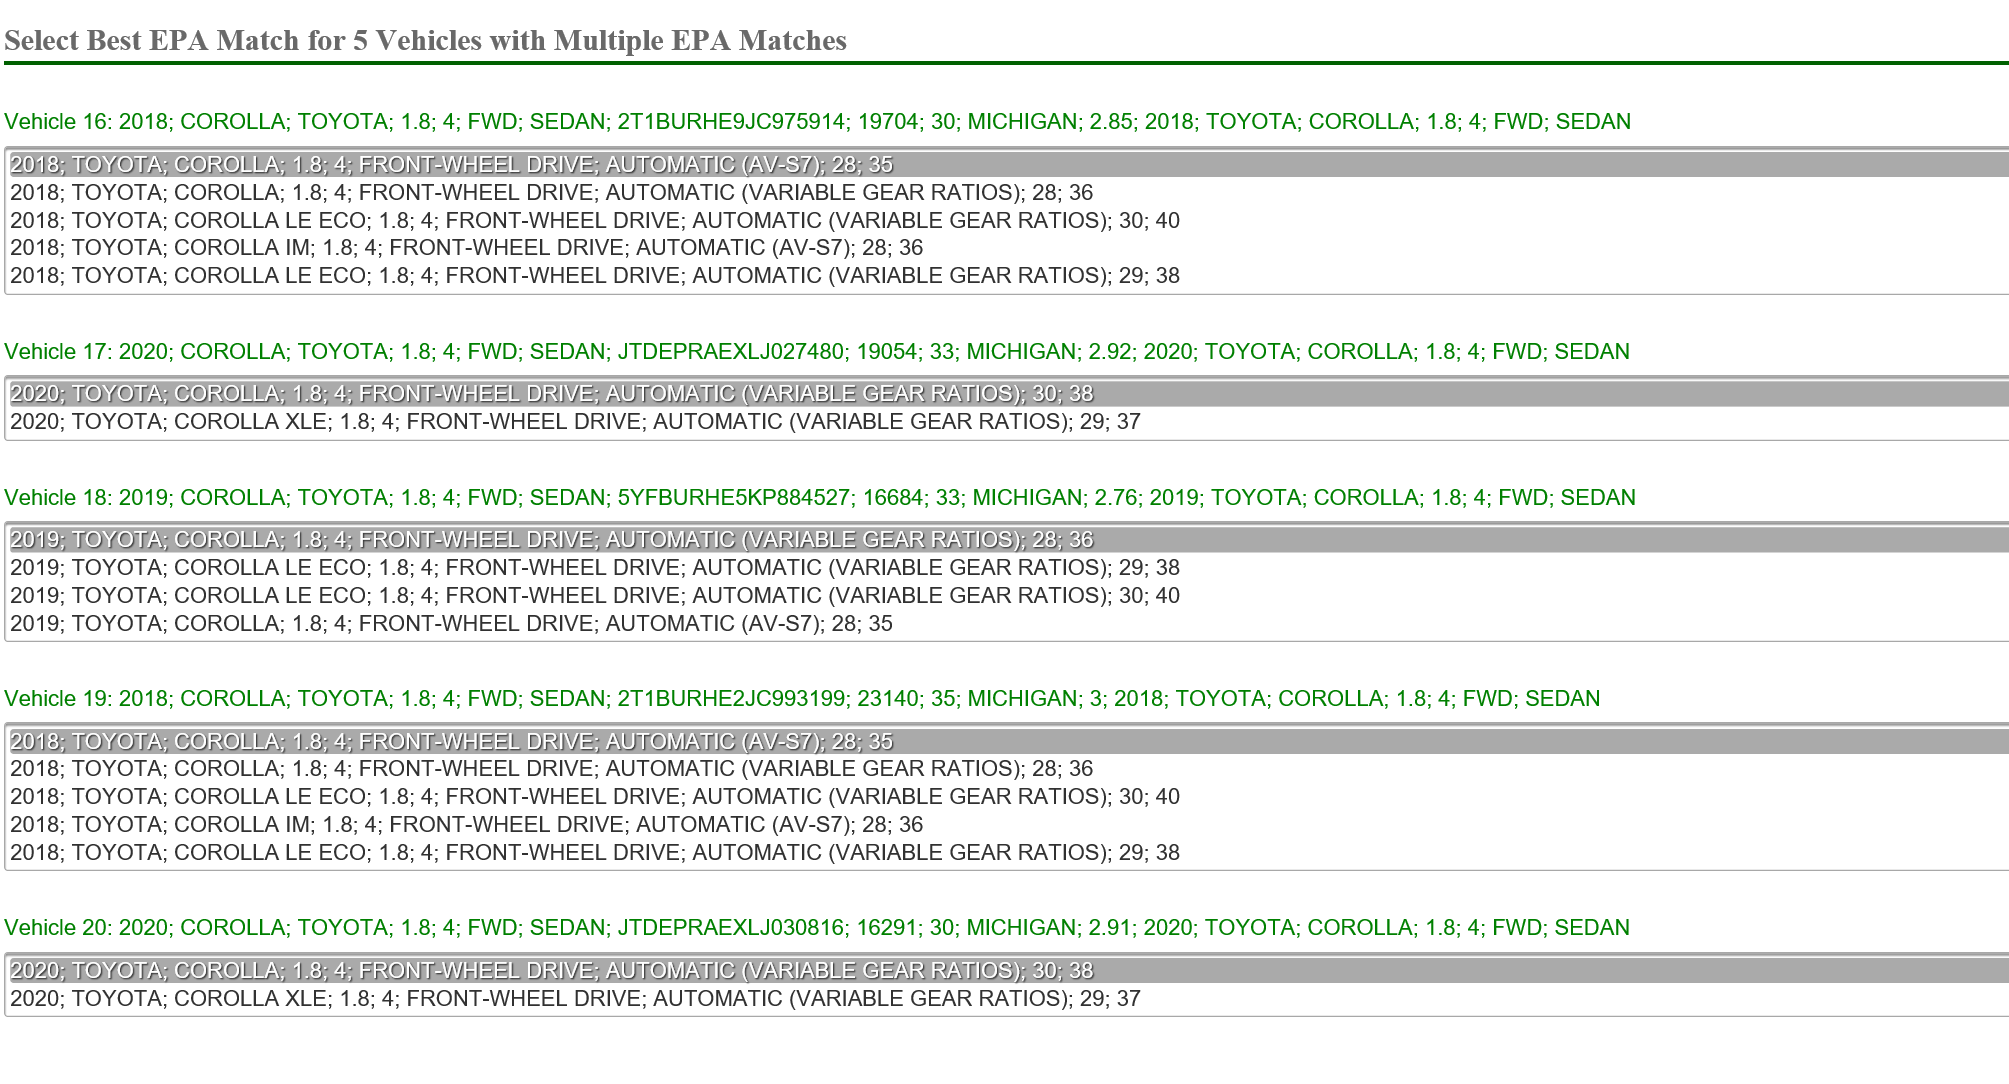 Select Best EPA Match for 5 Vehicles with Multiple EPA Matches
Vehicle 16: 2018; COROLLA; TOYOTA; 1.8; 4; FWD; SEDAN; 2T1BURHE9JC975914; 19704; 30; MICHIGAN; 2.85; 2018; TOYOTA; COROLLA; 1.8; 4; FWD; SEDAN
2018; TOYOTA; COROLLA; 1.8; 4; FRONT-WHEEL DRIVE; AUTOMATIC (AV-S7); 28; 35
2018; TOYOTA; COROLLA; 1.8; 4; FRONT-WHEEL DRIVE; AUTOMATIC (VARIABLE GEAR RATIOS); 28; 36
2018; TOYOTA; COROLLA LE ECO; 1.8; 4; FRONT-WHEEL DRIVE; AUTOMATIC (VARIABLE GEAR RATIOS); 30; 40
2018; TOYOTA; COROLLA IM; 1.8; 4; FRONT-WHEEL DRIVE; AUTOMATIC (AV-S7); 28; 36
2018; TOYOTA; COROLLA LE ECO; 1.8; 4; FRONT-WHEEL DRIVE; AUTOMATIC (VARIABLE GEAR RATIOS); 29; 38
Vehicle 17: 2020; COROLLA; TOYOTA; 1.8; 4; FWD; SEDAN; JTDEPRAEXLJ027480; 19054; 33; MICHIGAN; 2.92; 2020; TOYOTA; COROLLA; 1.8; 4; FWD; SEDAN
2020; TOYOTA; COROLLA; 1.8; 4; FRONT-WHEEL DRIVE; AUTOMATIC (VARIABLE GEAR RATIOS); 30; 38
2020; TOYOTA; COROLLA XLE; 1.8; 4; FRONT-WHEEL DRIVE; AUTOMATIC (VARIABLE GEAR RATIOS); 29; 37
Vehicle 18: 2019; COROLLA; TOYOTA; 1.8; 4; FWD; SEDAN; 5YFBURHE5KP884527; 16684; 33; MICHIGAN; 2.76; 2019; TOYOTA; COROLLA; 1.8; 4; FWD; SEDAN
2019; TOYOTA; COROLLA; 1.8; 4; FRONT-WHEEL DRIVE; AUTOMATIC (VARIABLE GEAR RATIOS); 28; 36
2019; TOYOTA; COROLLA LE ECO; 1.8; 4; FRONT-WHEEL DRIVE; AUTOMATIC (VARIABLE GEAR RATIOS); 29; 38
2019; TOYOTA; COROLLA LE ECO; 1.8; 4; FRONT-WHEEL DRIVE; AUTOMATIC (VARIABLE GEAR RATIOS); 30; 40
2019; TOYOTA; COROLLA; 1.8; 4; FRONT-WHEEL DRIVE; AUTOMATIC (AV-S7); 28; 35
Vehicle 19: 2018; COROLLA; TOYOTA; 1.8; 4; FWD; SEDAN; 2T1BURHE2JC993199; 23140; 35; MICHIGAN; 3; 2018; TOYOTA; COROLLA; 1.8; 4; FWD; SEDAN
2018; TOYOTA; COROLLA; 1.8; 4; FRONT-WHEEL DRIVE; AUTOMATIC (AV-S7); 28; 35
2018; TOYOTA; COROLLA; 1.8; 4; FRONT-WHEEL DRIVE; AUTOMATIC (VARIABLE GEAR RATIOS); 28; 36
2018; TOYOTA; COROLLA LE ECO; 1.8; 4; FRONT-WHEEL DRIVE; AUTOMATIC (VARIABLE GEAR RATIOS); 30; 40
2018; TOYOTA; COROLLA IM; 1.8; 4; FRONT-WHEEL DRIVE; AUTOMATIC (AV-S7); 28; 36
2018; TOYOTA; COROLLA LE ECO; 1.8; 4; FRONT-WHEEL DRIVE; AUTOMATIC (VARIABLE GEAR RATIOS); 29; 38
Vehicle 20: 2020; COROLLA; TOYOTA; 1.8; 4; FWD; SEDAN; JTDEPRAEXLJ030816; 16291; 30; MICHIGAN; 2.91; 2020; TOYOTA; COROLLA; 1.8; 4; FWD; SEDAN
2020; TOYOTA; COROLLA; 1.8; 4; FRONT-WHEEL DRIVE; AUTOMATIC (VARIABLE GEAR RATIOS); 30; 38
2020; TOYOTA; COROLLA XLE; 1.8; 4; FRONT-WHEEL DRIVE; AUTOMATIC (VARIABLE GEAR RATIOS); 29; 37